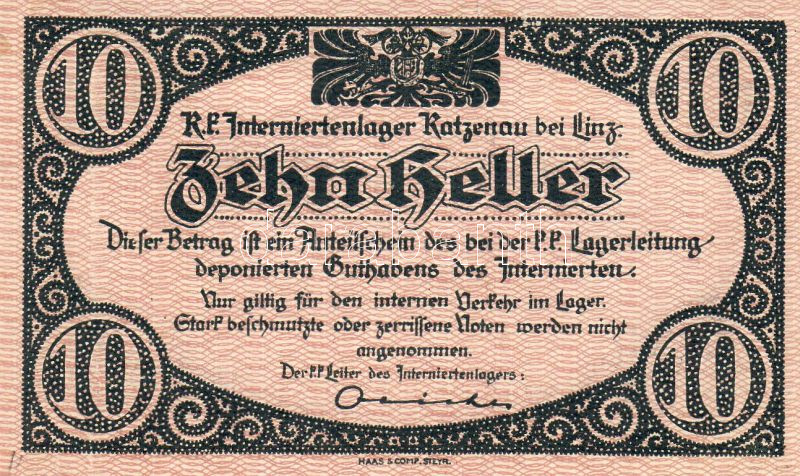 10 10
K.k. Interniertenlager Katzenau bei Linz.
Zehn Heller
Dieser Betrag ist ein Anteilschein des bei der k.k. Lagerleitung
deponierten Guthabens des Internierten.
Nur giltig für den internen Verkehr im Lager.
Stark beschmutzte oder zerrissene Noten werden nicht
angenommen.
Der k.k. Leiter des Interniertenlagers:
10 10
HAAS & COMP. STEYR.